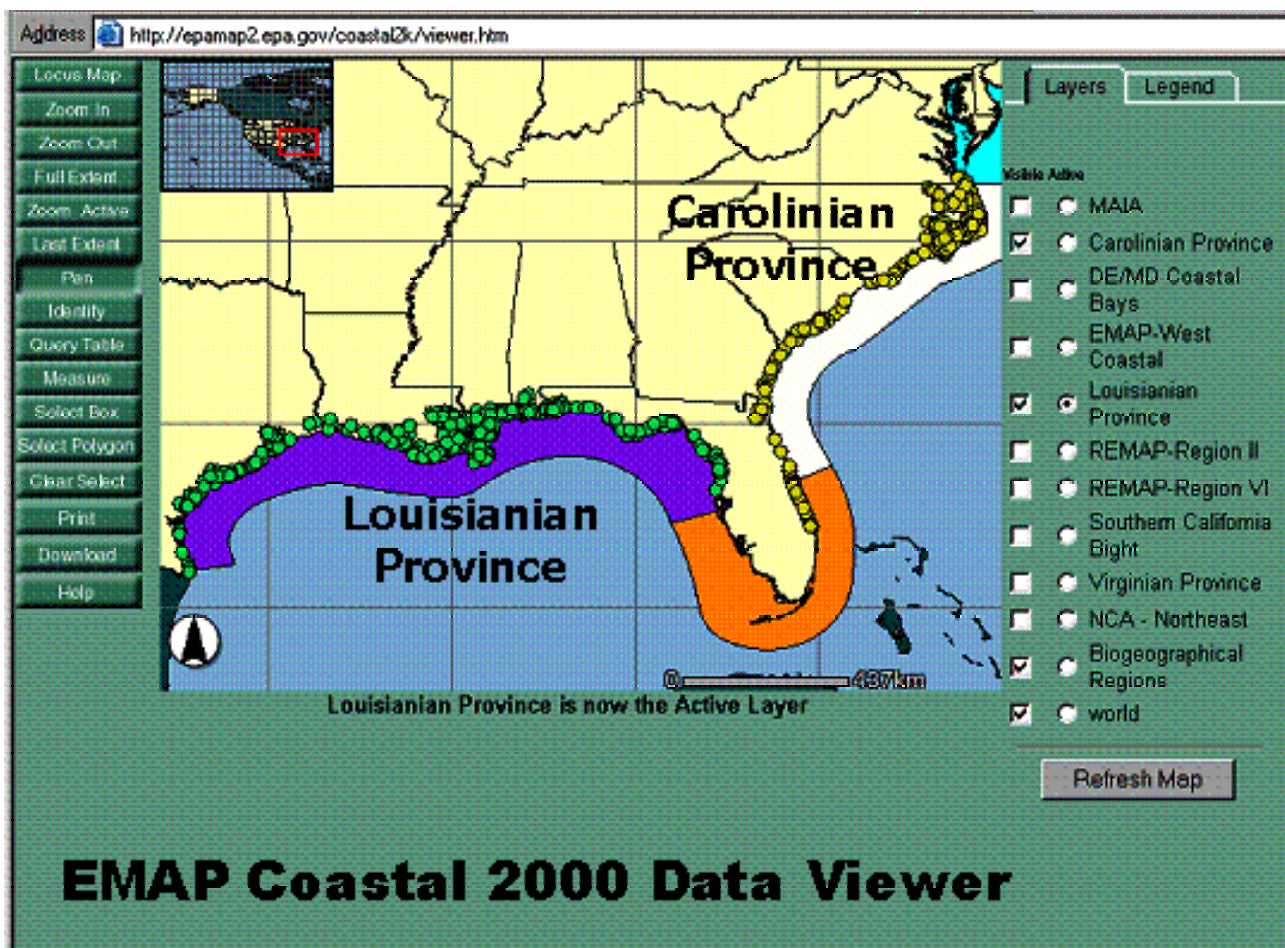 Address http://epamap2.epa.gov/coastal2k/viewer.htm
Locus Map
Zoom In
Zoom Out
Full Extent
Zoom Active
Last Extent
Pan
Identify
Query Table
Measure
Select Box
Select Polygon
Clear Select
Print
Download
Help
Carolinian
Province
Louisianian
Province
0 437km
Louisianian Province is now the Active Layer
Layers Legend
Visible Active
MAIA
Carolinian Province
DE/MD Coastal
Bays
EMAP-West
Coastal
Louisianian
Province
REMAP-Region II
REMAP-Region VI
Southern California
Bight
Virginian Province
NCA - Northeast
Biogeographical
Regions
world
Refresh Map
EMAP Coastal 2000 Data Viewer